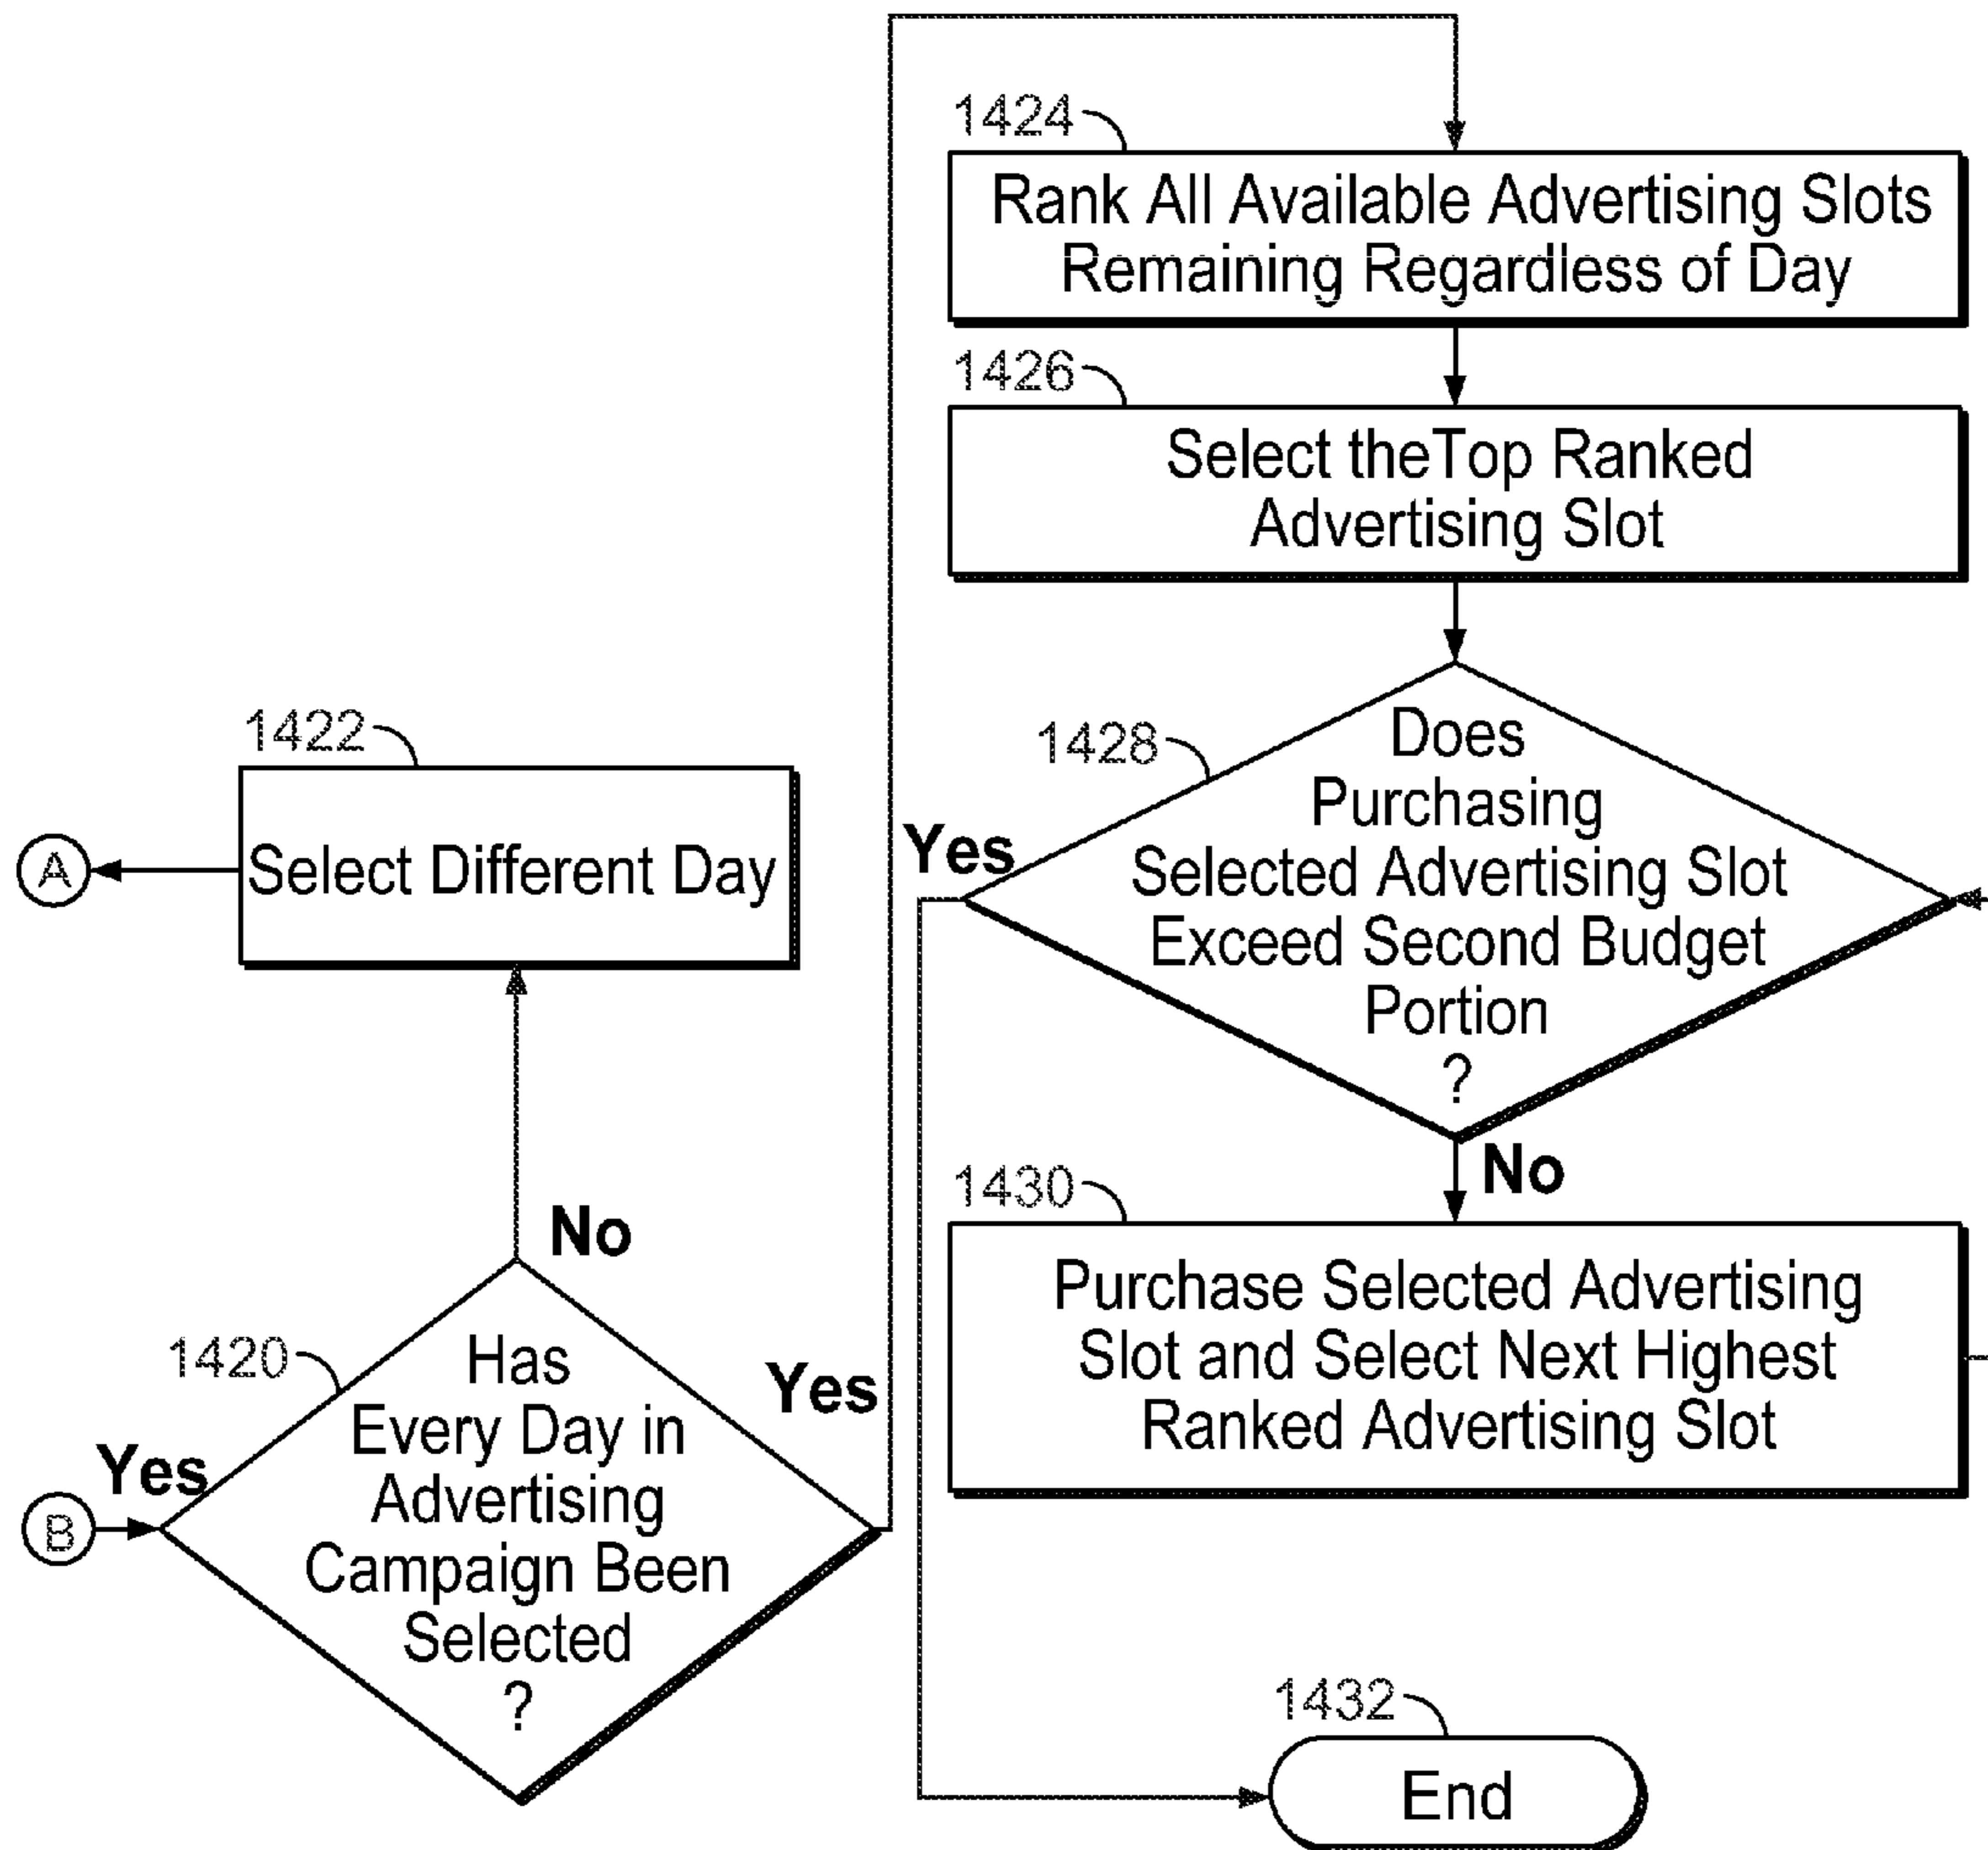 1424
Rank All Available Advertising Slots
Remaining Regardless of Day
1426
Select theTop Ranked
Advertising Slot
1428
Does
Purchasing
Selected Advertising Slot
Exceed Second Budget
Portion
?
Yes
No
1430
Purchase Selected Advertising
Slot and Select Next Highest
Ranked Advertising Slot
1432
End
1422
Select Different Day
A
No
1420
Has
Every Day in
Advertising
Campaign Been
Selected
?
Yes
Yes
B